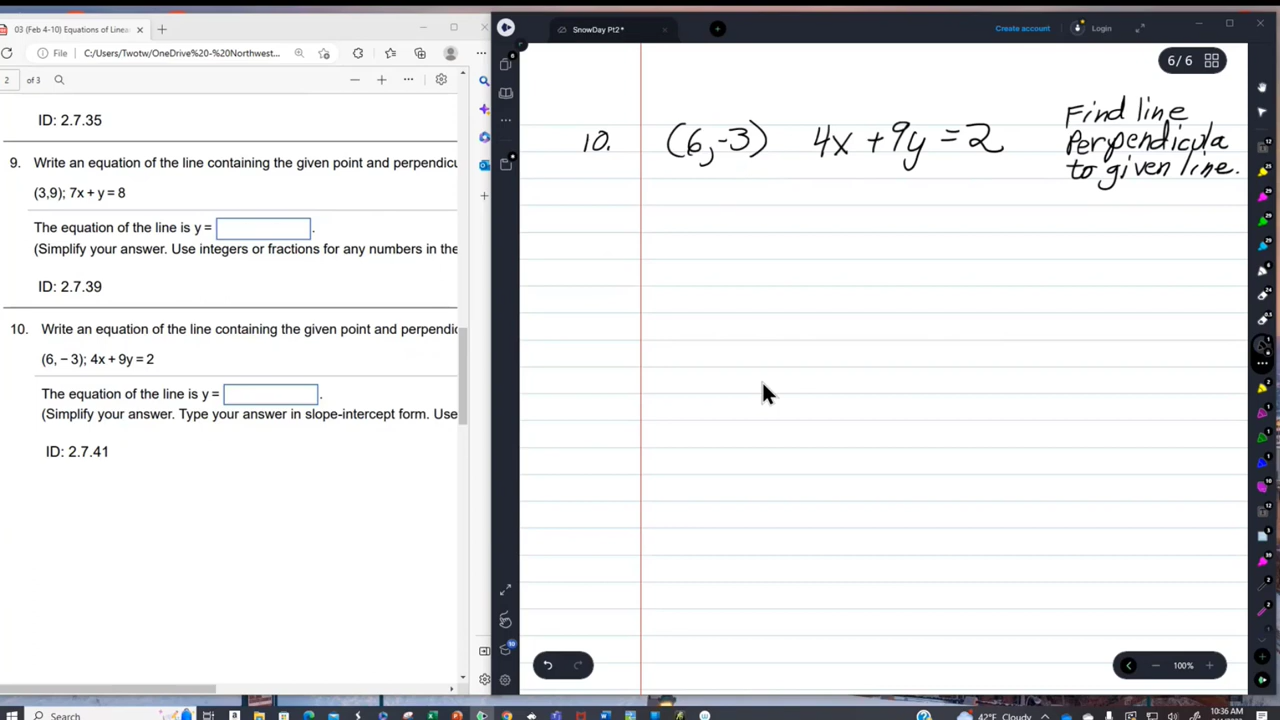 03 (Feb 4-10) Equations of Linea
File
C:/Users/Twotw/OneDrive%20-%20Northwest...
2
of 3
ID: 2.7.35
9. Write an equation of the line containing the given point and perpendicu
(3,9); 7x + y = 8
The equation of the line is y = .
(Simplify your answer. Use integers or fractions for any numbers in the
ID: 2.7.39
10. Write an equation of the line containing the given point and perpendic
(6, − 3); 4x + 9y = 2
The equation of the line is y = .
(Simplify your answer. Type your answer in slope-intercept form. Use
ID: 2.7.41
SnowDay Pt2*
Create account
Login
6/6
10. (6,-3) 4x + 9y = 2
Find line
Perpendicula
to given line.
100%
Search
42°F Cloudy
10:36 AM